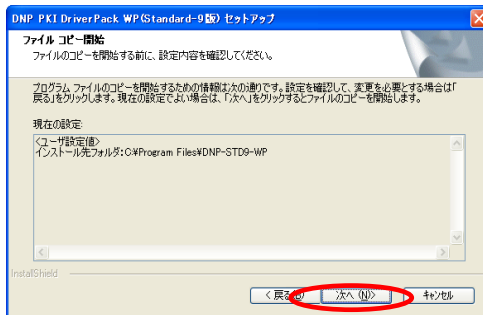 DNP PKI DriverPack WP(Standard-9版) セットアップ
ファイル コピー開始
ファイルのコピーを開始する前に、設定内容を確認してください。
プログラム ファイルのコピーを開始するための情報は次の通りです。設定を確認して、変更を必要とする場合は「
戻る」をクリックします。現在の設定でよい場合は、「次へ」をクリックするとファイルのコピーを開始します。
現在の設定:
<ユーザ設定値>
インストール先フォルダ:C:¥Program Files¥DNP-STD9-WP
InstallShield
< 戻る(B) 次へ (N)> キャンセル